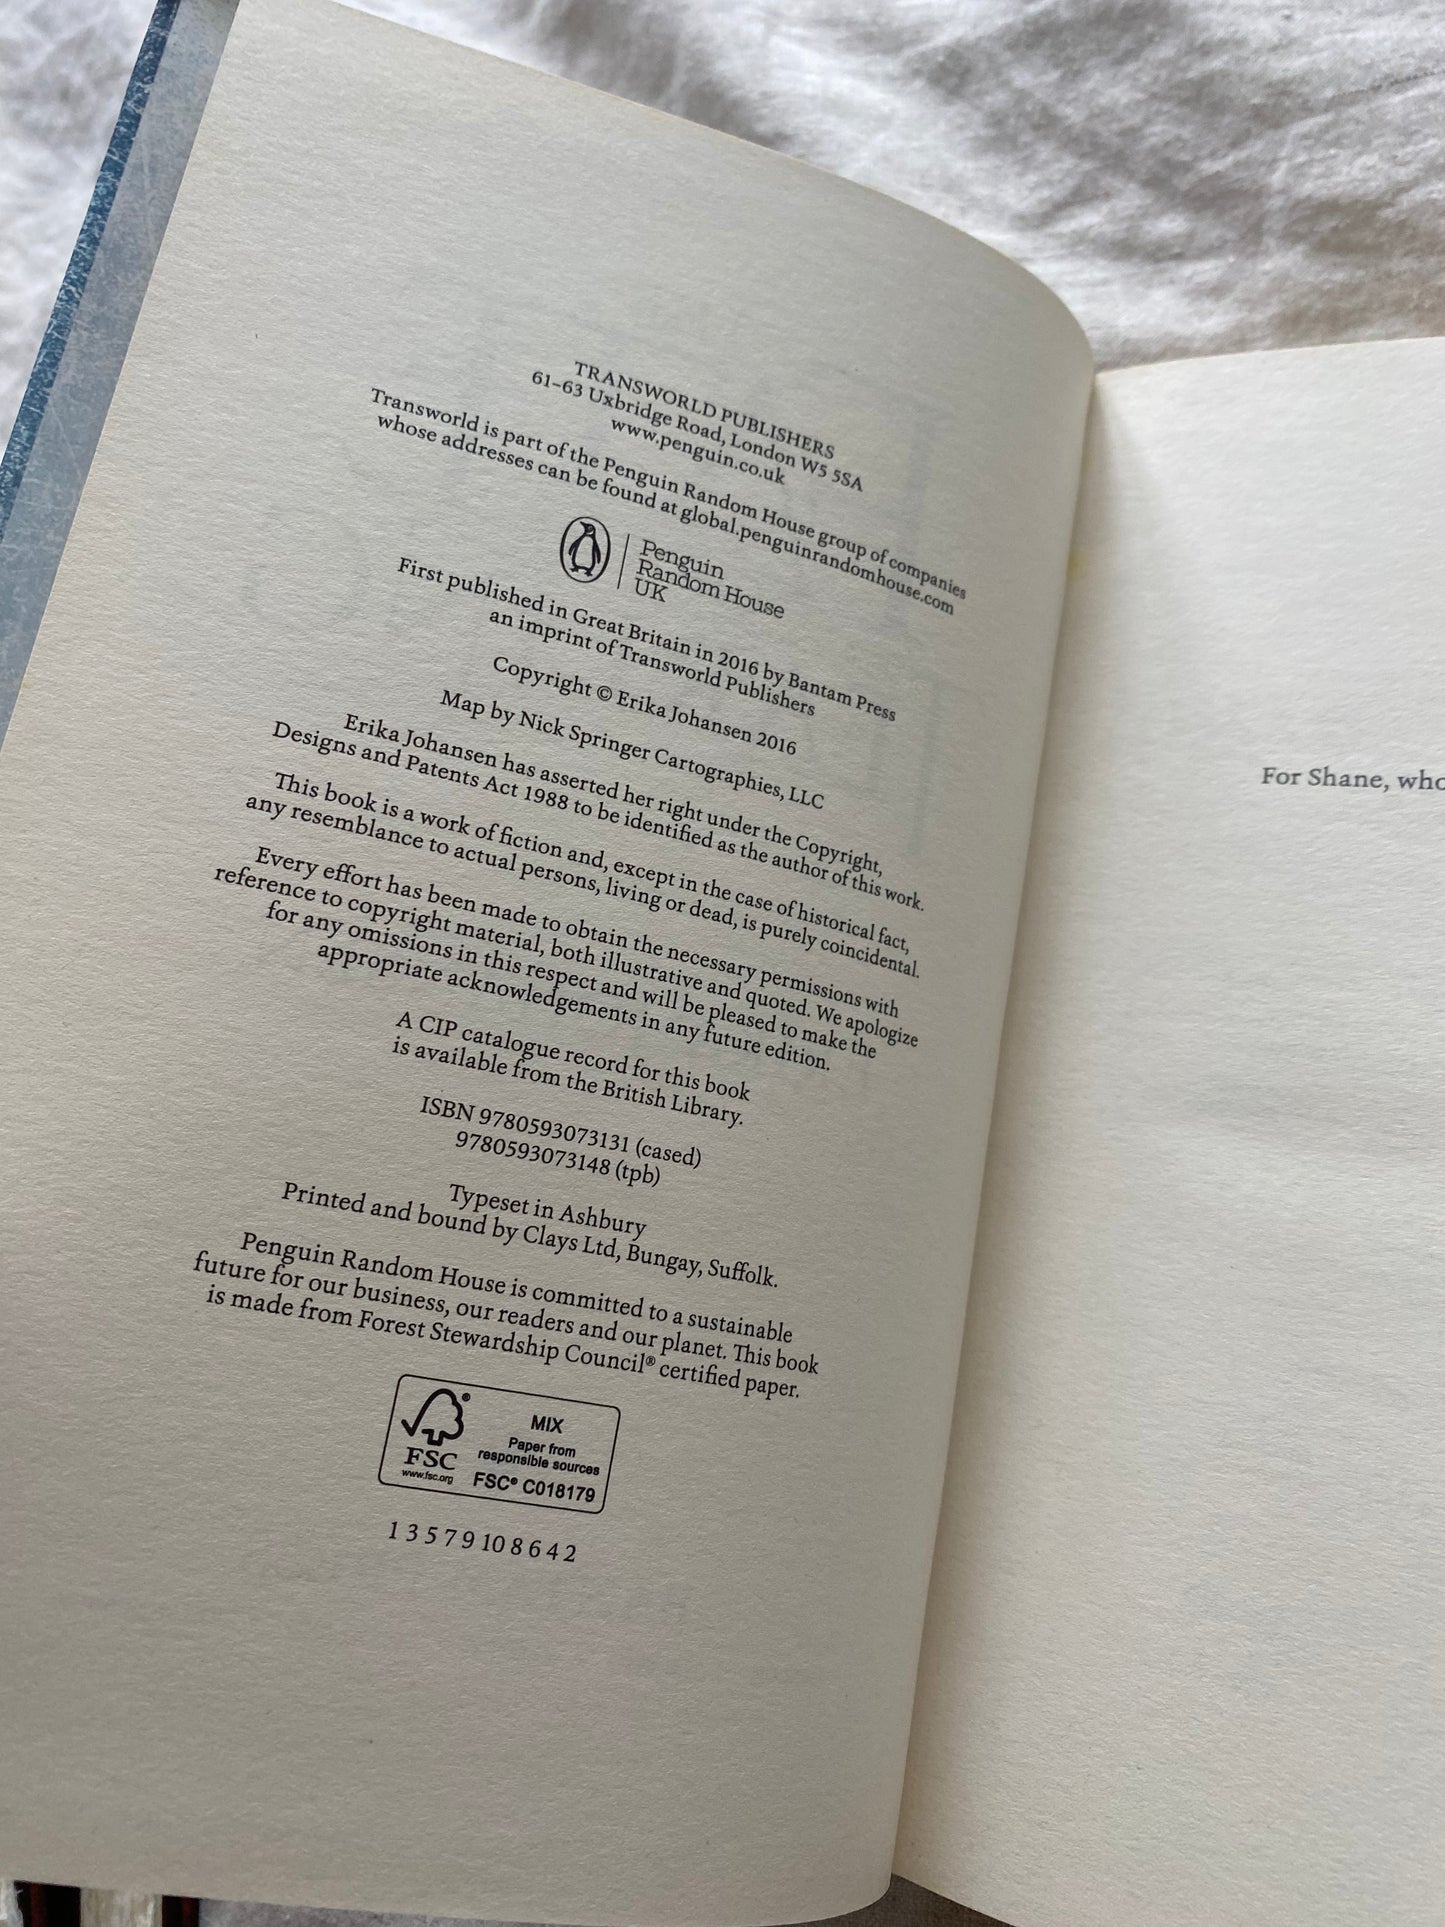 TRANSWORLD PUBLISHERS
61–63 Uxbridge Road, London W5 5SA
www.penguin.co.uk
Transworld is part of the Penguin Random House group of companies
whose addresses can be found at global.penguinrandomhouse.com
Penguin
Random House
UK
First published in Great Britain in 2016 by Bantam Press
an imprint of Transworld Publishers
Copyright © Erika Johansen 2016
Map by Nick Springer Cartographies, LLC
Erika Johansen has asserted her right under the Copyright,
Designs and Patents Act 1988 to be identified as the author of this work.
This book is a work of fiction and, except in the case of historical fact,
any resemblance to actual persons, living or dead, is purely coincidental.
Every effort has been made to obtain the necessary permissions with
reference to copyright material, both illustrative and quoted. We apologize
for any omissions in this respect and will be pleased to make the
appropriate acknowledgements in any future edition.
A CIP catalogue record for this book
is available from the British Library.
ISBN 9780593073131 (cased)
9780593073148 (tpb)
Typeset in Ashbury
Printed and bound by Clays Ltd, Bungay, Suffolk.
Penguin Random House is committed to a sustainable
future for our business, our readers and our planet. This book
is made from Forest Stewardship Council® certified paper.
®
FSC
www.fsc.org
MIX
Paper from
responsible sources
FSC® C018179
1 3 5 7 9 10 8 6 4 2
For Shane, who